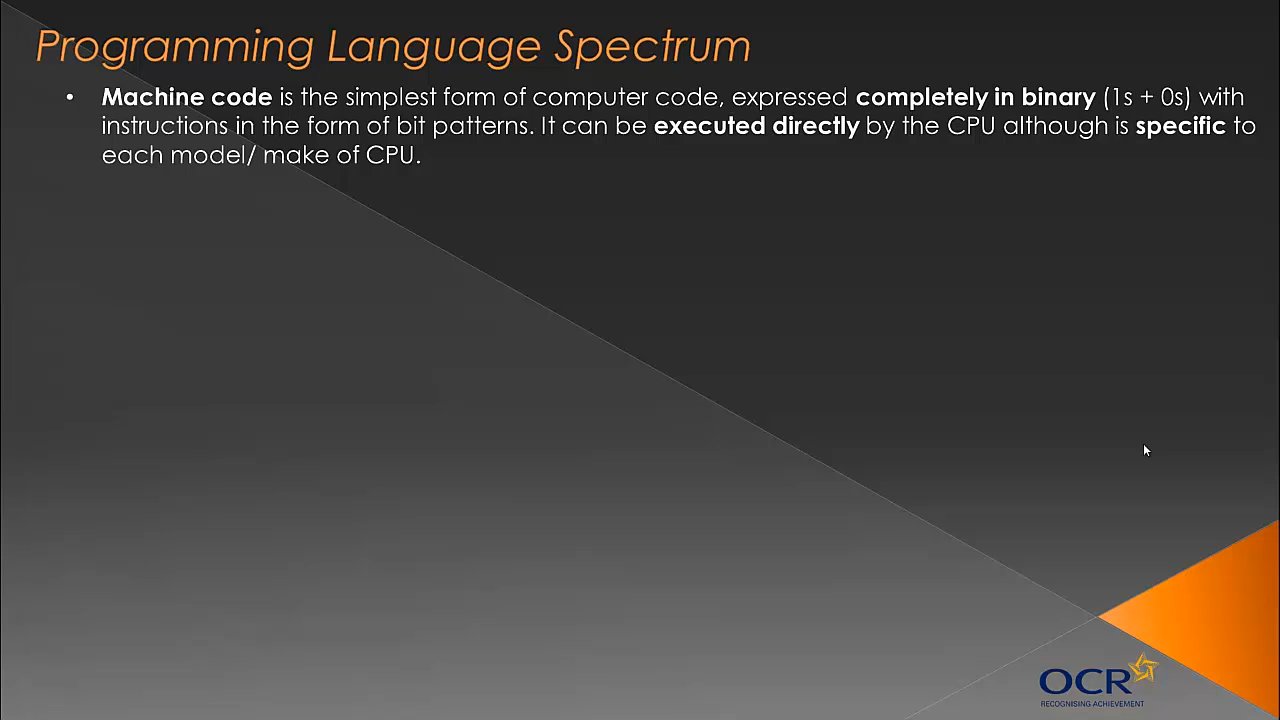 Programming Language Spectrum
• Machine code is the simplest form of computer code, expressed completely in binary (1s + 0s) with
instructions in the form of bit patterns. It can be executed directly by the CPU although is specific to
each model/ make of CPU.
OCR
RECOGNISING ACHIEVEMENT